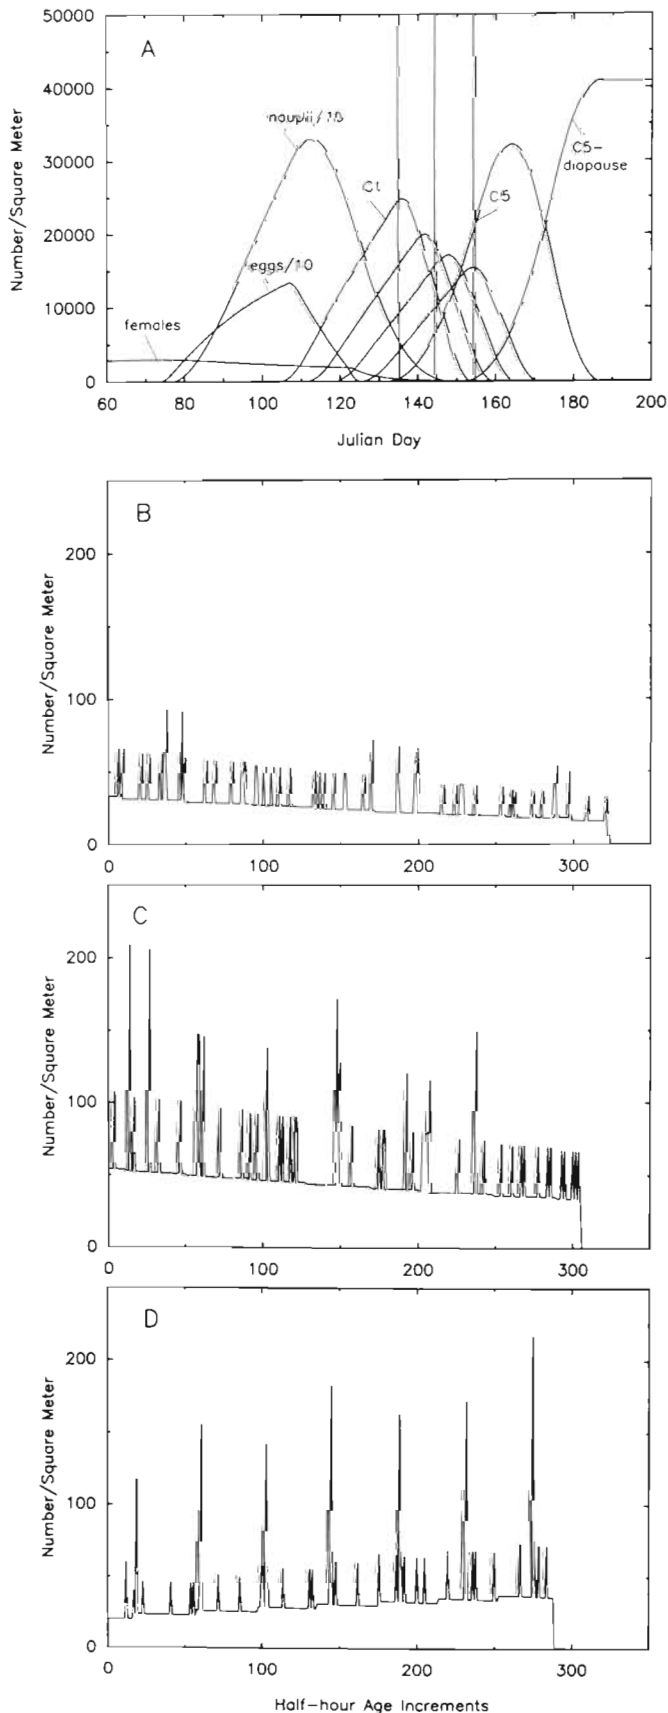 50000
40000
30000
20000
10000
0
Number/Square Meter
A
nauplii/10
C1
eggs/10
females
C5
C5-
diapause
60 80 100 120 140 160 180 200
Julian Day
B
200
100
0
Number/Square Meter
0 100 200 300
C
200
100
0
Number/Square Meter
0 100 200 300
D
200
100
0
Number/Square Meter
0 100 200 300
Half-hour Age Increments